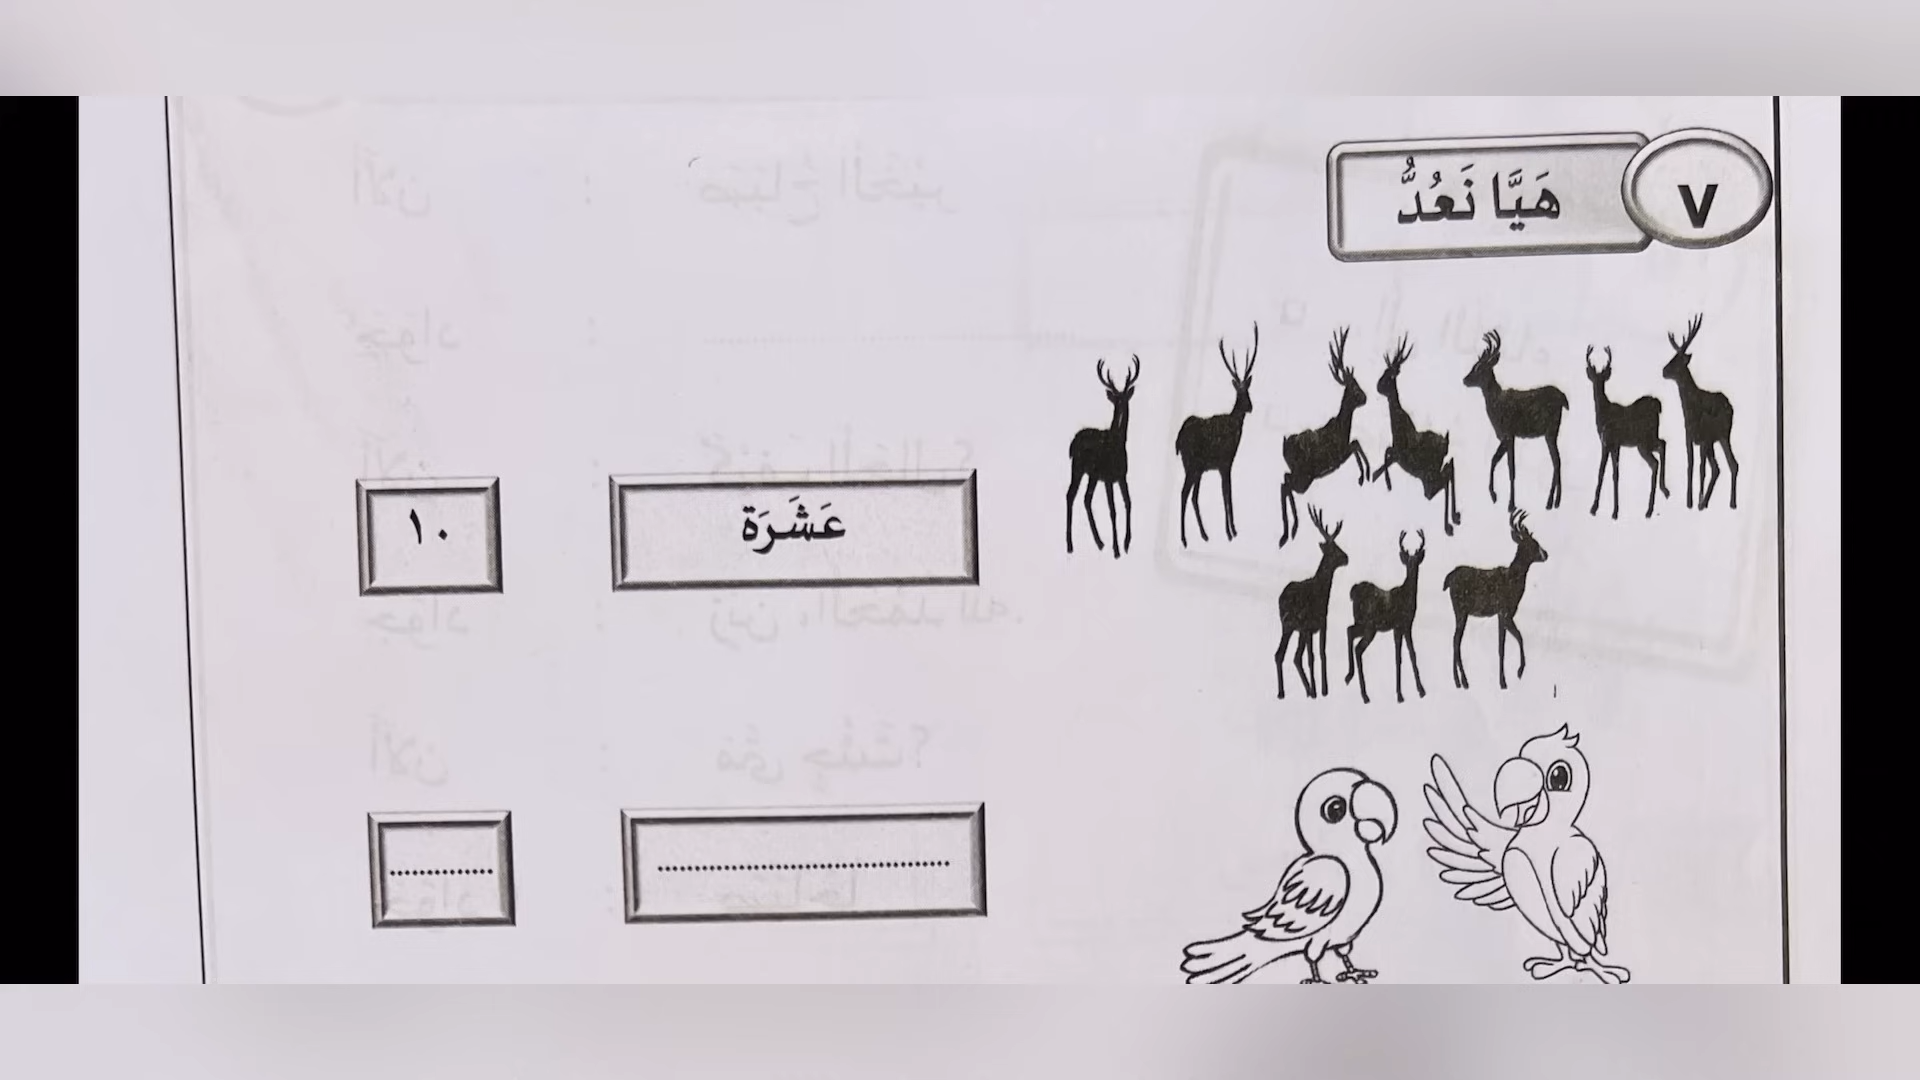 ٧ هَيَّا نَعُدُّ
عَشَرَة ١٠